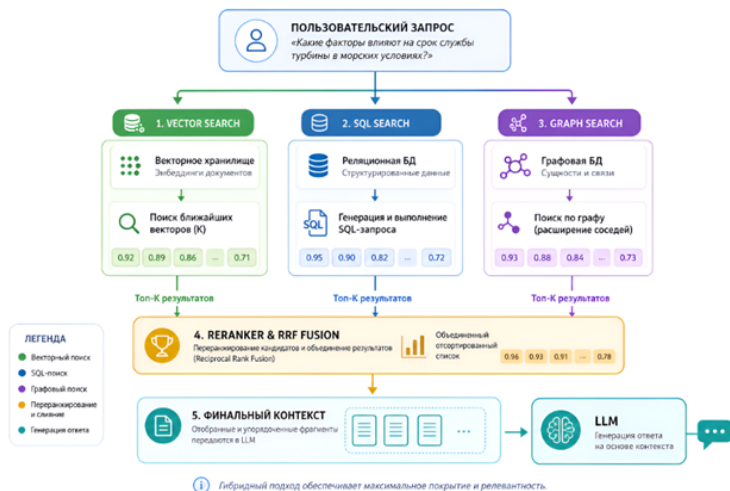 ПОЛЬЗОВАТЕЛЬСКИЙ ЗАПРОС
«Какие факторы влияют на срок службы
турбины в морских условиях?»
1. VECTOR SEARCH
Векторное хранилище
Эмбеддинги документов
Поиск ближайших
векторов (K)
0.92 0.89 0.86 ... 0.71
Топ-K результатов
2. SQL SEARCH
Реляционная БД
Структурированные данные
SQL
Генерация и выполнение
SQL-запроса
0.95 0.90 0.82 ... 0.72
Топ-K результатов
3. GRAPH SEARCH
Графовая БД
Сущности и связи
Поиск по графу
(расширение соседей)
0.93 0.88 0.84 ... 0.73
Топ-K результатов
ЛЕГЕНДА
Векторный поиск
SQL-поиск
Графовый поиск
Переранжирование
и слияние
Генерация ответа
4. RERANKER & RRF FUSION
Переранжирование кандидатов и объединение результатов
(Reciprocal Rank Fusion)
Объединенный
отсортированный
список
0.96 0.93 0.91 ... 0.78
5. ФИНАЛЬНЫЙ КОНТЕКСТ
Отобранные и упорядоченные фрагменты
передаются в LLM
...
LLM
Генерация ответа
на основе контекста
Гибридный подход обеспечивает максимальное покрытие и релевантность.